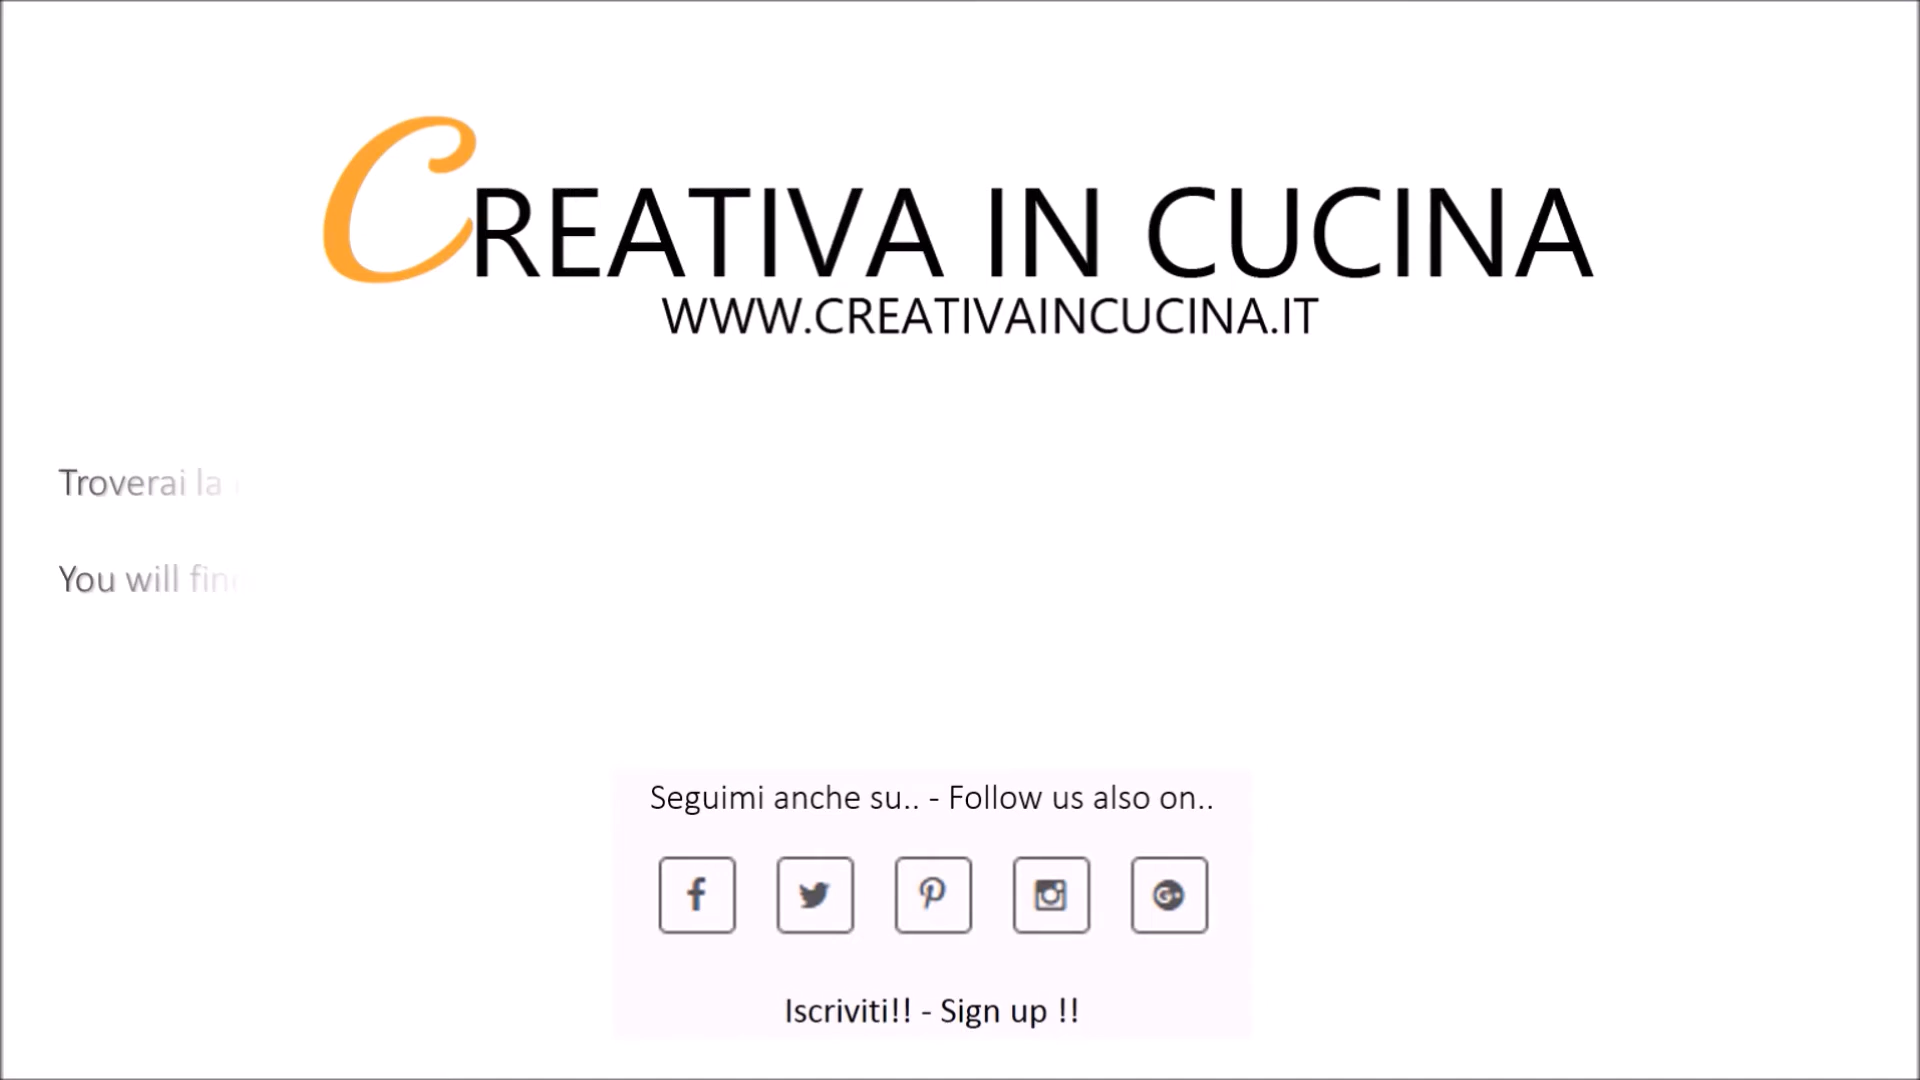 CREATIVA IN CUCINA
WWW.CREATIVAINCUCINA.IT
Troverai la
You will find
Seguimi anche su.. - Follow us also on..
Iscriviti!! - Sign up !!